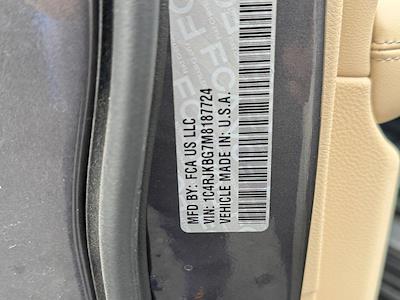 MFD BY: FCA US LLC
VIN: 1C4RJKBG7M8187724
VEHICLE MADE IN: U.S.A.